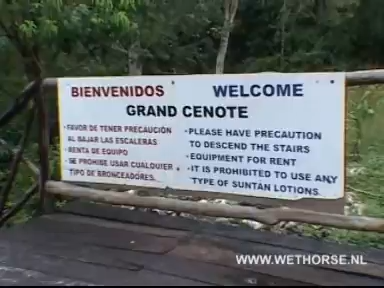 BIENVENIDOS WELCOME
GRAND CENOTE
·FAVOR DE TENER PRECAUCIÓN
AL BAJAR LAS ESCALERAS
·RENTA DE EQUIPO
·SE PROHIBE USAR CUALQUIER
TIPO DE BRONCEADORES.
·PLEASE HAVE PRECAUTION
TO DESCEND THE STAIRS
·EQUIPMENT FOR RENT
·IT IS PROHIBITED TO USE ANY
TYPE OF SUNTAN LOTIONS.
WWW.WETHORSE.NL